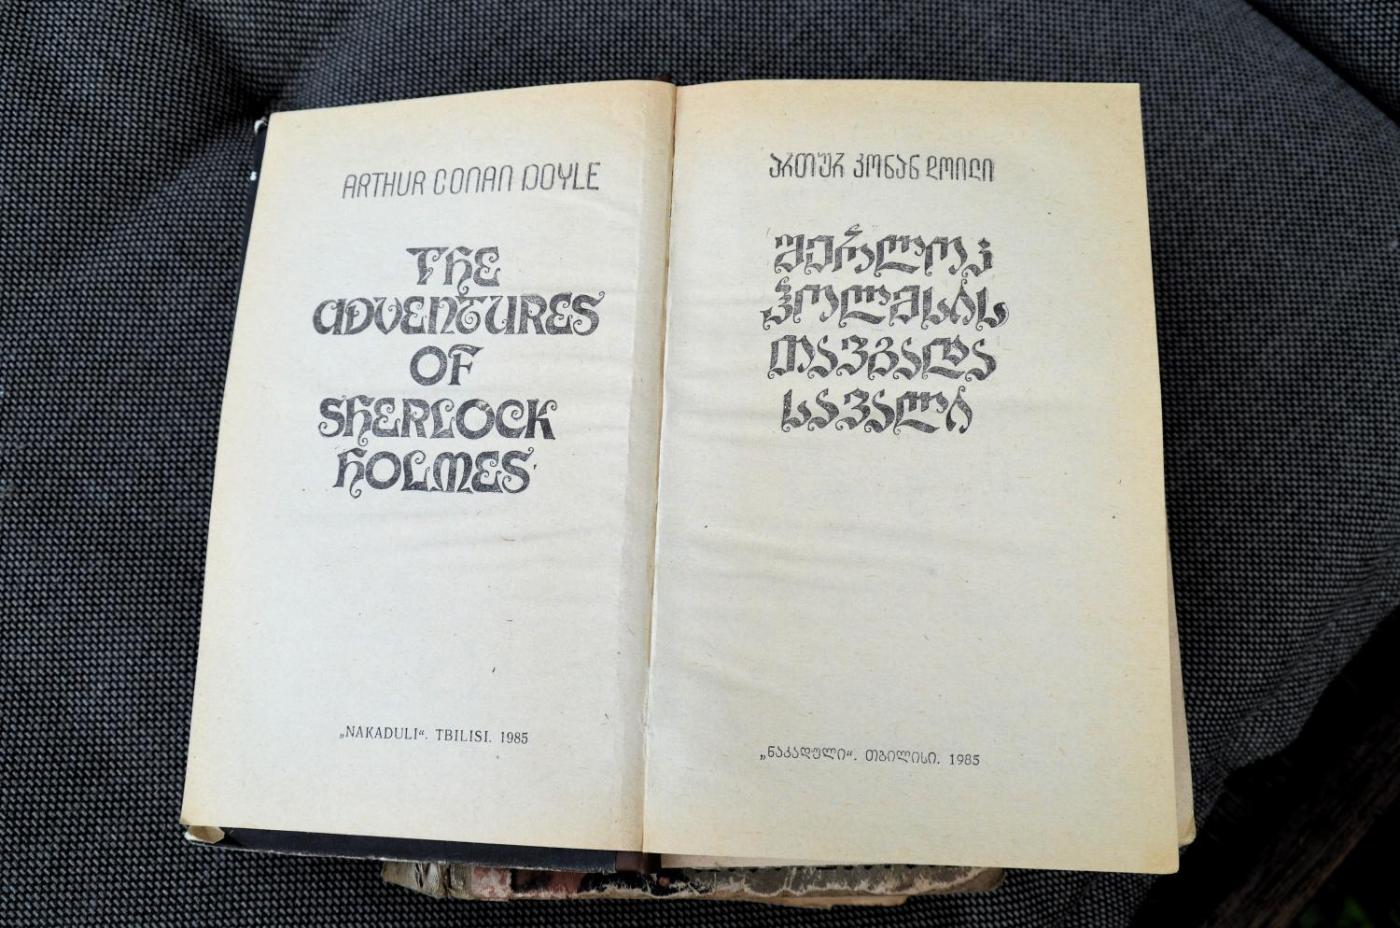 ARTHUR CONAN DOYLE
THE
ADVENTURES
OF
SHERLOCK
HOLMES
„NAKADULI“. TBILISI. 1985
ართურ კონან დოილი
შერლოკ
ჰოლმსის
თავგადა
სავალი
„ნაკადული“. თბილისი. 1985